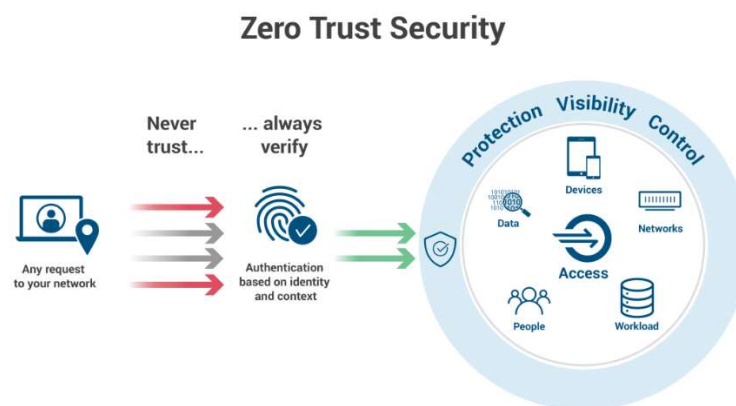 Zero Trust Security
Never
trust...
... always
verify
Any request
to your network
Authentication
based on identity
and context
Protection Visibility Control
Devices
Data
Networks
Access
People
Workload